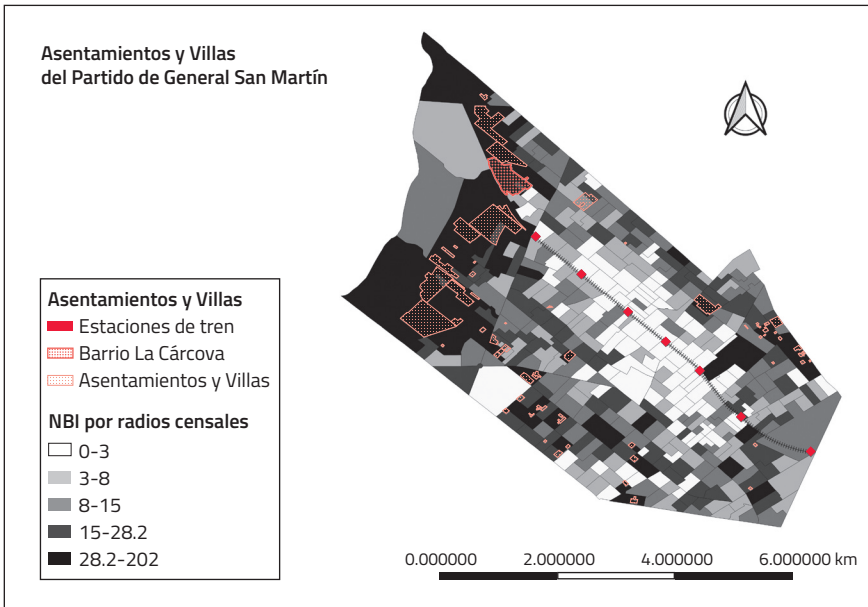 Asentamientos y Villas
del Partido de General San Martín
Asentamientos y Villas
Estaciones de tren
Barrio La Cárcova
Asentamientos y Villas
NBI por radios censales
0-3
3-8
8-15
15-28.2
28.2-202
0.000000 2.000000 4.000000 6.000000 km